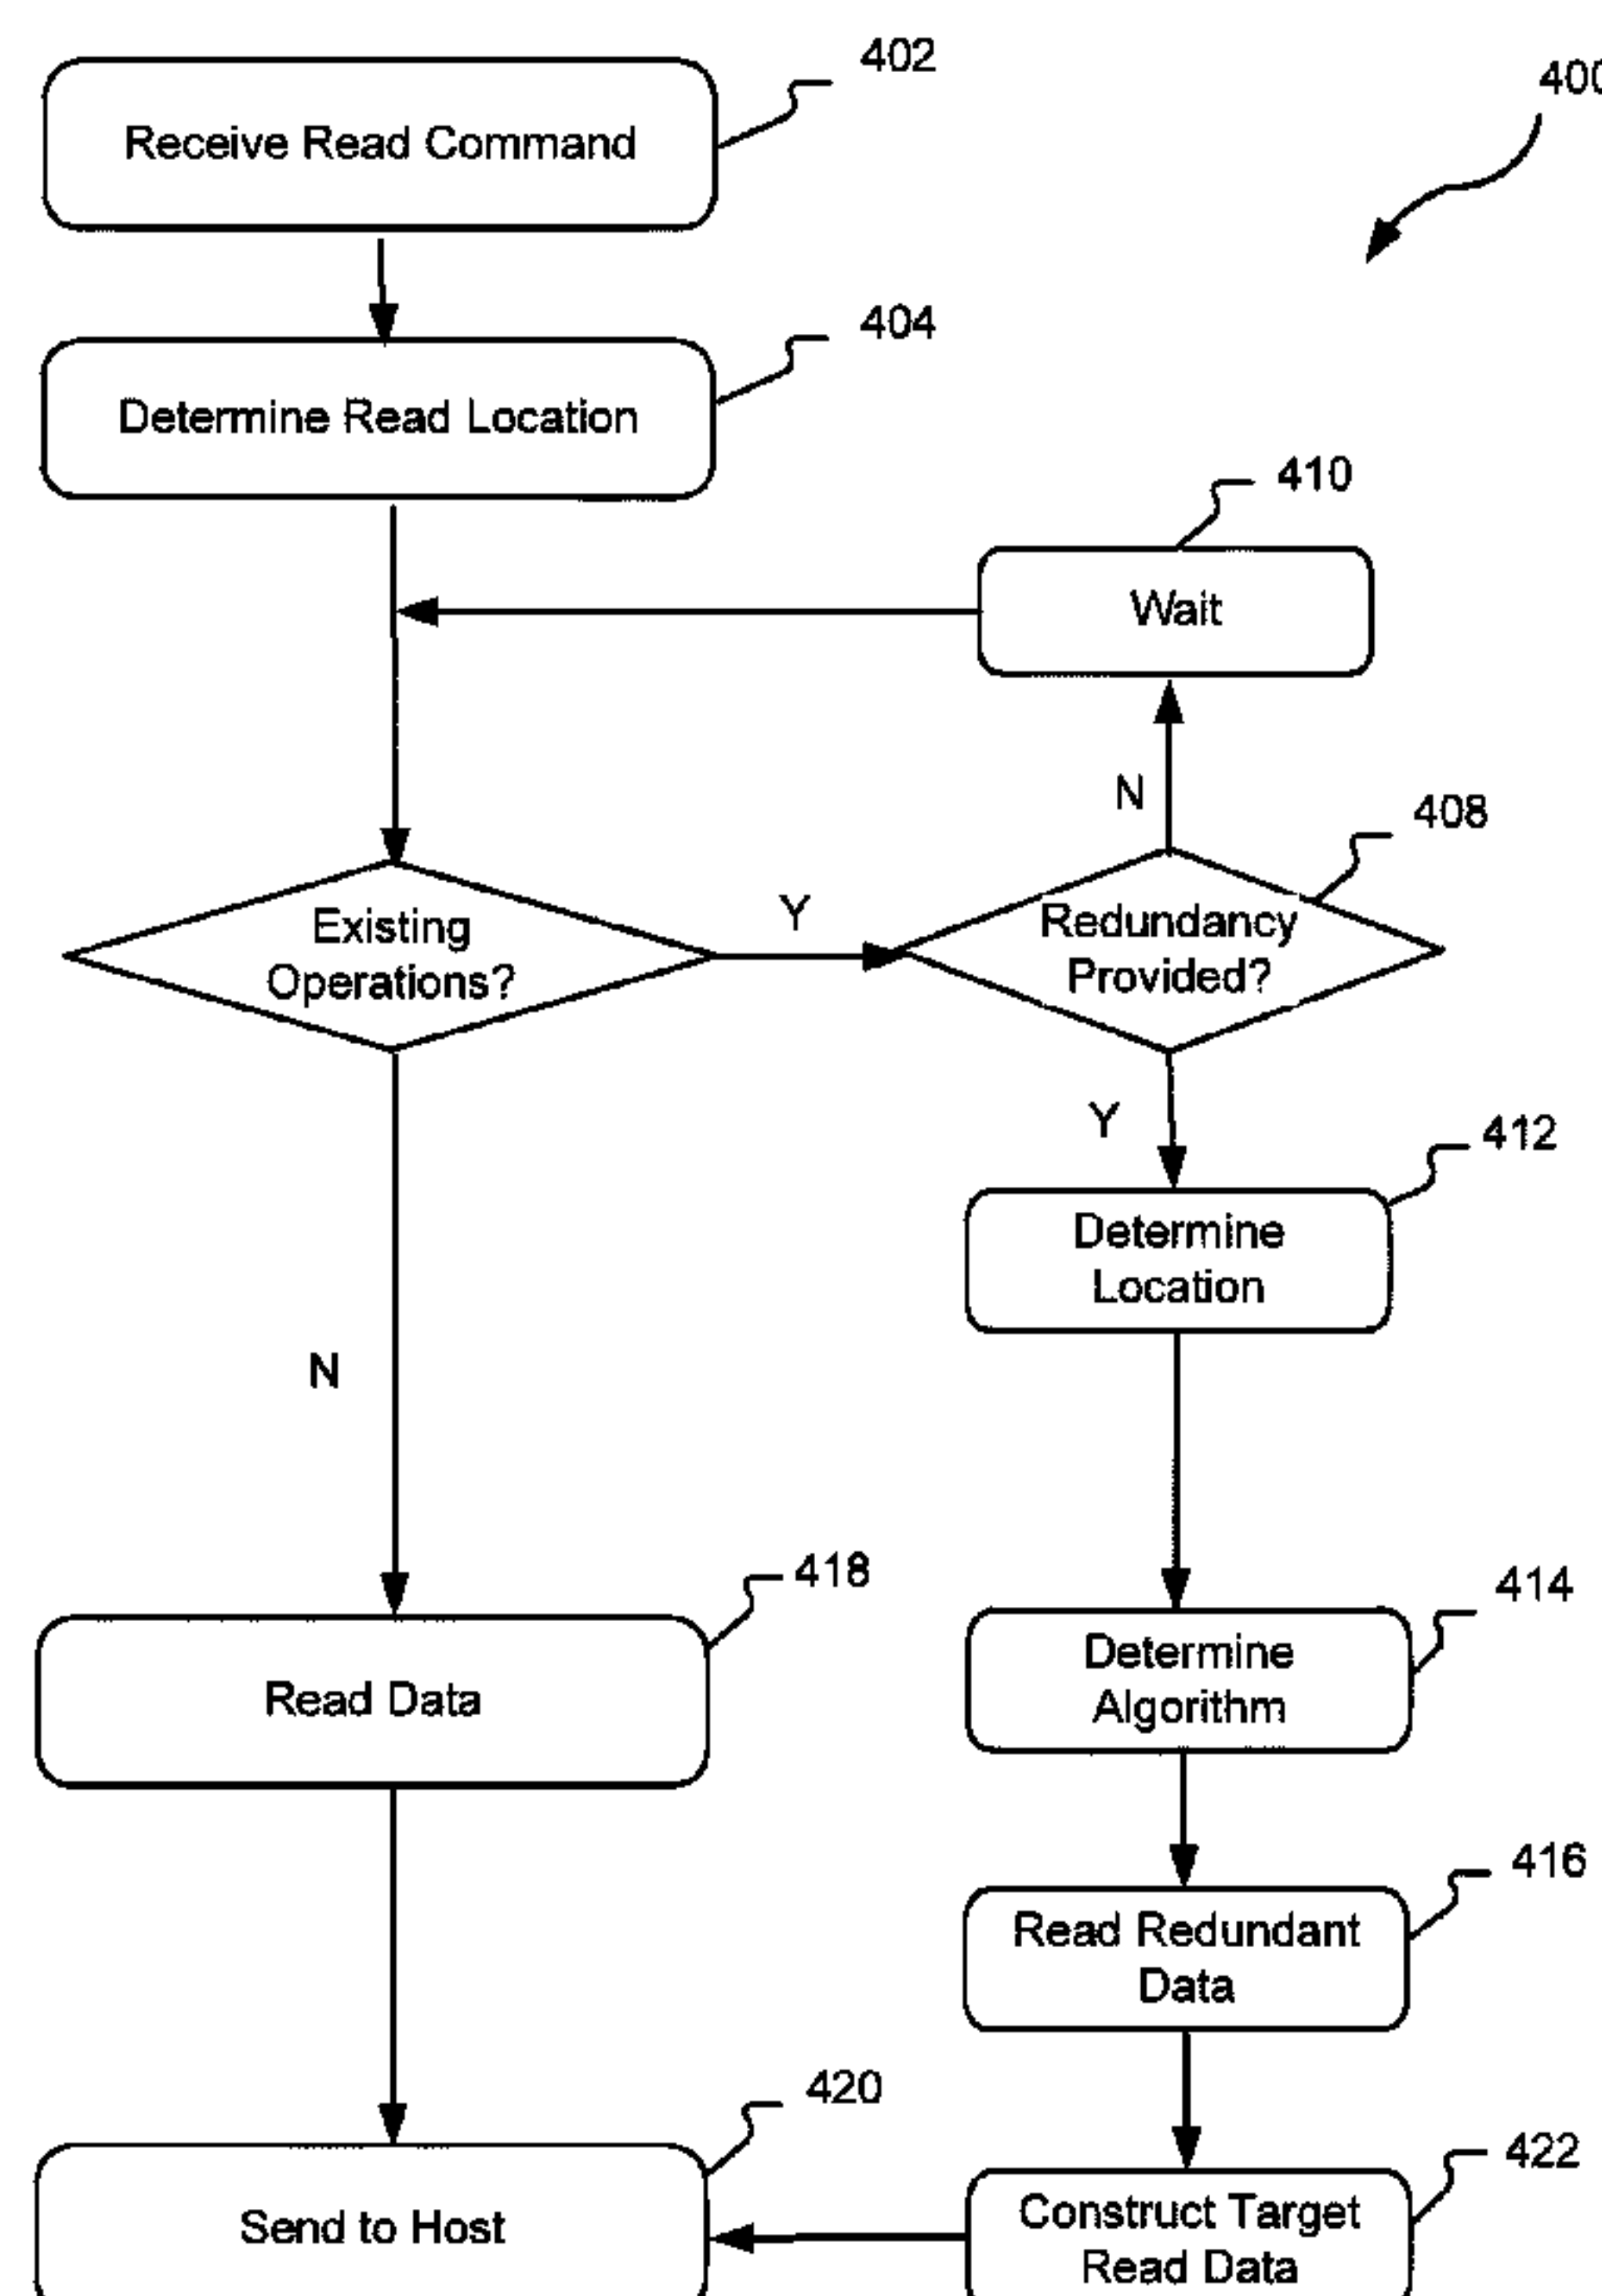 402
400
Receive Read Command
404
Determine Read Location
410
Wait
N
408
Existing
Operations?
Y
Redundancy
Provided?
Y
412
Determine
Location
N
418
414
Read Data
Determine
Algorithm
416
Read Redundant
Data
420
422
Send to Host
Construct Target
Read Data